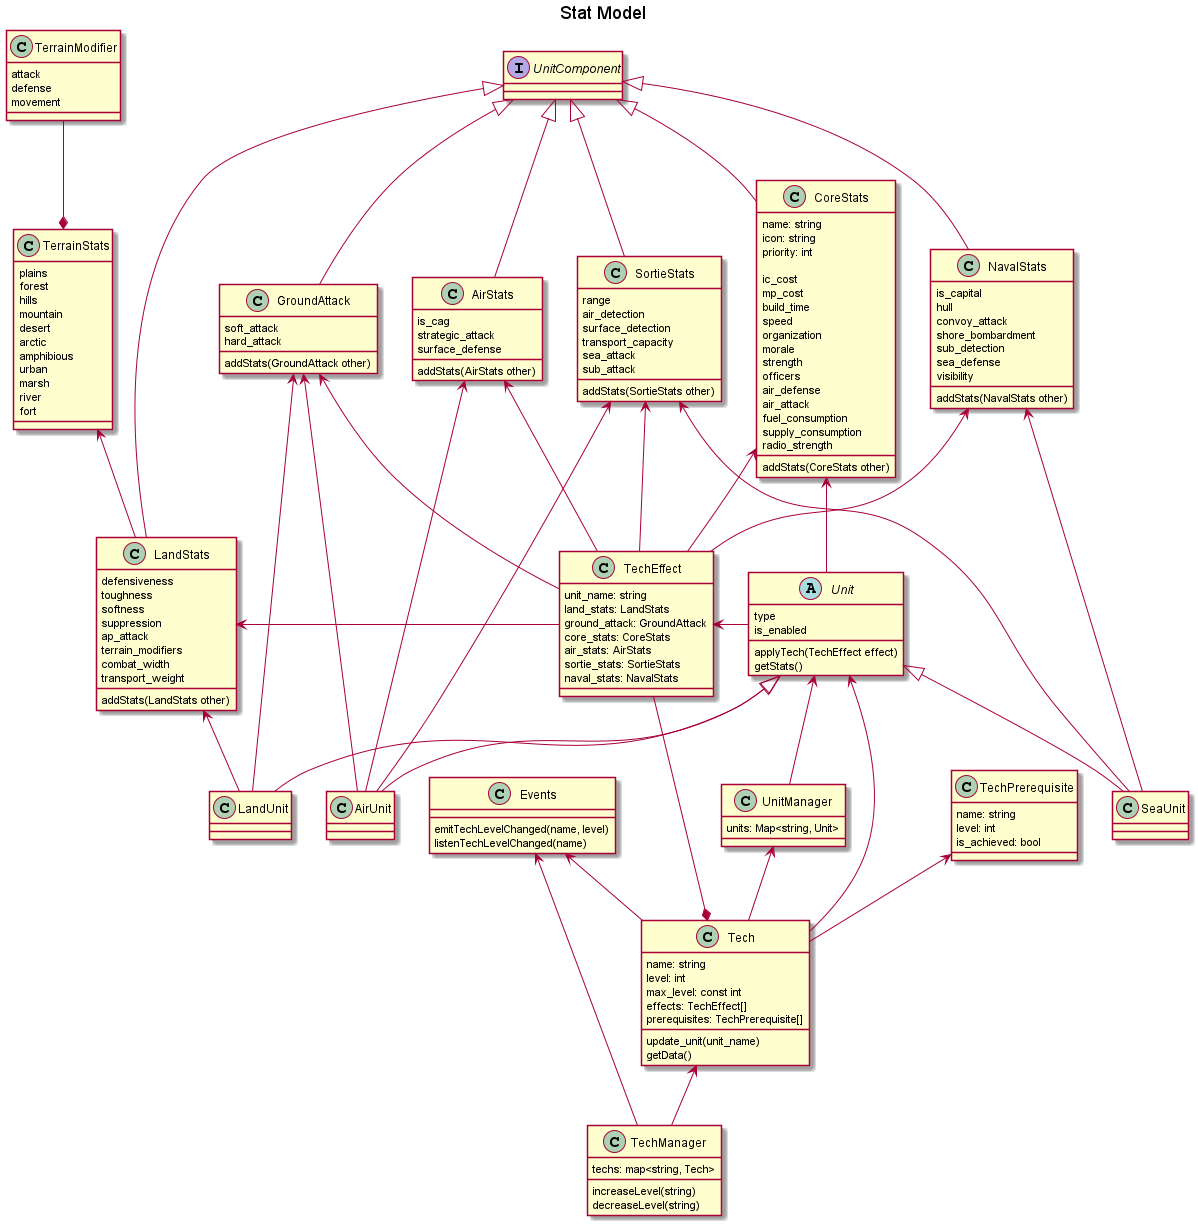 Stat Model
C TerrainModifier
attack
defense
movement
I UnitComponent
C CoreStats
name: string
icon: string
priority: int
ic_cost
mp_cost
build_time
speed
organization
morale
strength
officers
air_defense
air_attack
fuel_consumption
supply_consumption
radio_strength
addStats(CoreStats other)
C TerrainStats
plains
forest
hills
mountain
desert
arctic
amphibious
urban
marsh
river
fort
C GroundAttack
soft_attack
hard_attack
addStats(GroundAttack other)
C AirStats
is_cag
strategic_attack
surface_defense
addStats(AirStats other)
C SortieStats
range
air_detection
surface_detection
transport_capacity
sea_attack
sub_attack
addStats(SortieStats other)
C NavalStats
is_capital
hull
convoy_attack
shore_bombardment
sub_detection
sea_defense
visibility
addStats(NavalStats other)
C LandStats
defensiveness
toughness
softness
suppression
ap_attack
terrain_modifiers
combat_width
transport_weight
addStats(LandStats other)
C TechEffect
unit_name: string
land_stats: LandStats
ground_attack: GroundAttack
core_stats: CoreStats
air_stats: AirStats
sortie_stats: SortieStats
naval_stats: NavalStats
A Unit
type
is_enabled
applyTech(TechEffect effect)
getStats()
C LandUnit
C AirUnit
C Events
emitTechLevelChanged(name, level)
listenTechLevelChanged(name)
C UnitManager
units: Map<string, Unit>
C TechPrerequisite
name: string
level: int
is_achieved: bool
C SeaUnit
C Tech
name: string
level: int
max_level: const int
effects: TechEffect[]
prerequisites: TechPrerequisite[]
update_unit(unit_name)
getData()
C TechManager
techs: map<string, Tech>
increaseLevel(string)
decreaseLevel(string)